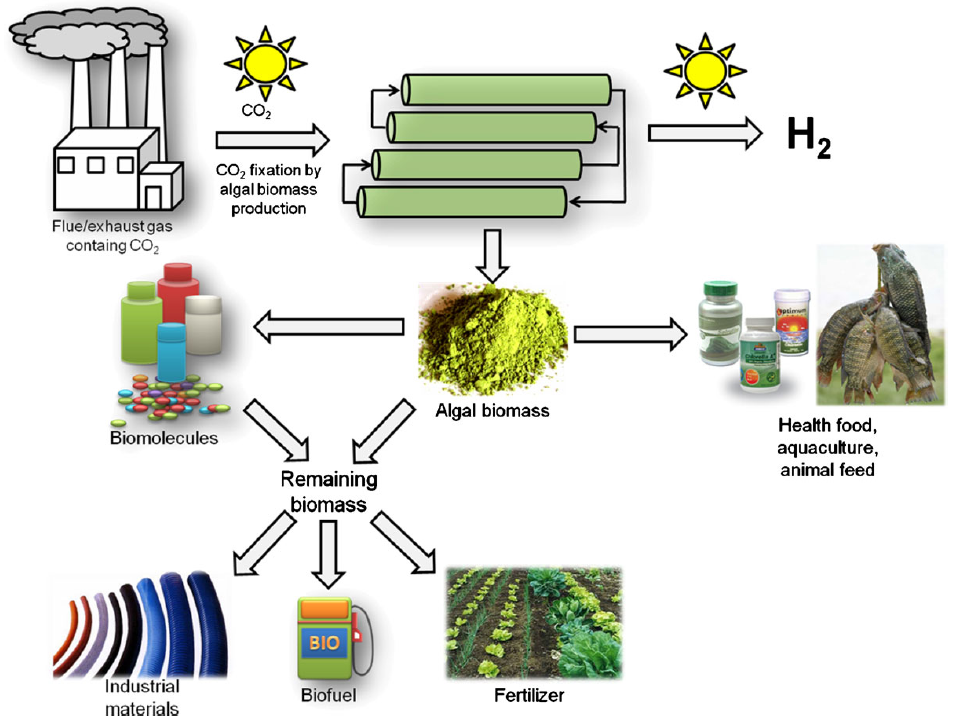 CO₂
H₂
CO₂ fixation by
algal biomass
production
Flue/exhaust gas
containg CO₂
optimum
Algal biomass
Biomolecules
Health food,
aquaculture,
animal feed
Remaining
biomass
BIO
Industrial
materials
Biofuel
Fertilizer